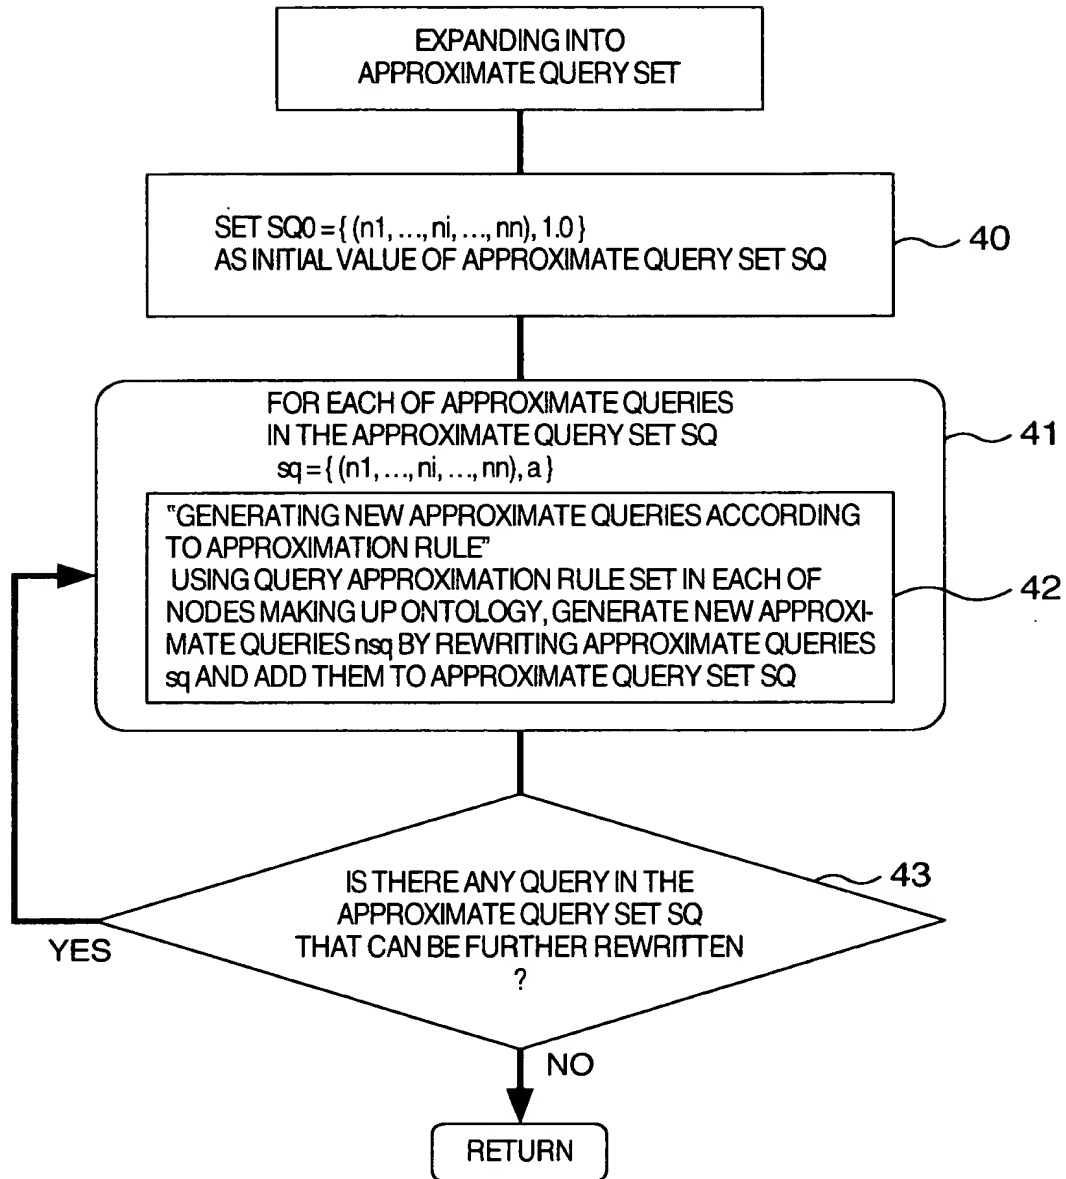 EXPANDING INTO
APPROXIMATE QUERY SET
SET SQ0 = { (n1, ..., ni, ..., nn), 1.0 }
AS INITIAL VALUE OF APPROXIMATE QUERY SET SQ
40
FOR EACH OF APPROXIMATE QUERIES
IN THE APPROXIMATE QUERY SET SQ
sq = { (n1, ..., ni, ..., nn), a }
41
"GENERATING NEW APPROXIMATE QUERIES ACCORDING
TO APPROXIMATION RULE"
USING QUERY APPROXIMATION RULE SET IN EACH OF
NODES MAKING UP ONTOLOGY, GENERATE NEW APPROXI-
MATE QUERIES nsq BY REWRITING APPROXIMATE QUERIES
sq AND ADD THEM TO APPROXIMATE QUERY SET SQ
42
IS THERE ANY QUERY IN THE
APPROXIMATE QUERY SET SQ
THAT CAN BE FURTHER REWRITTEN
?
43
YES
NO
RETURN